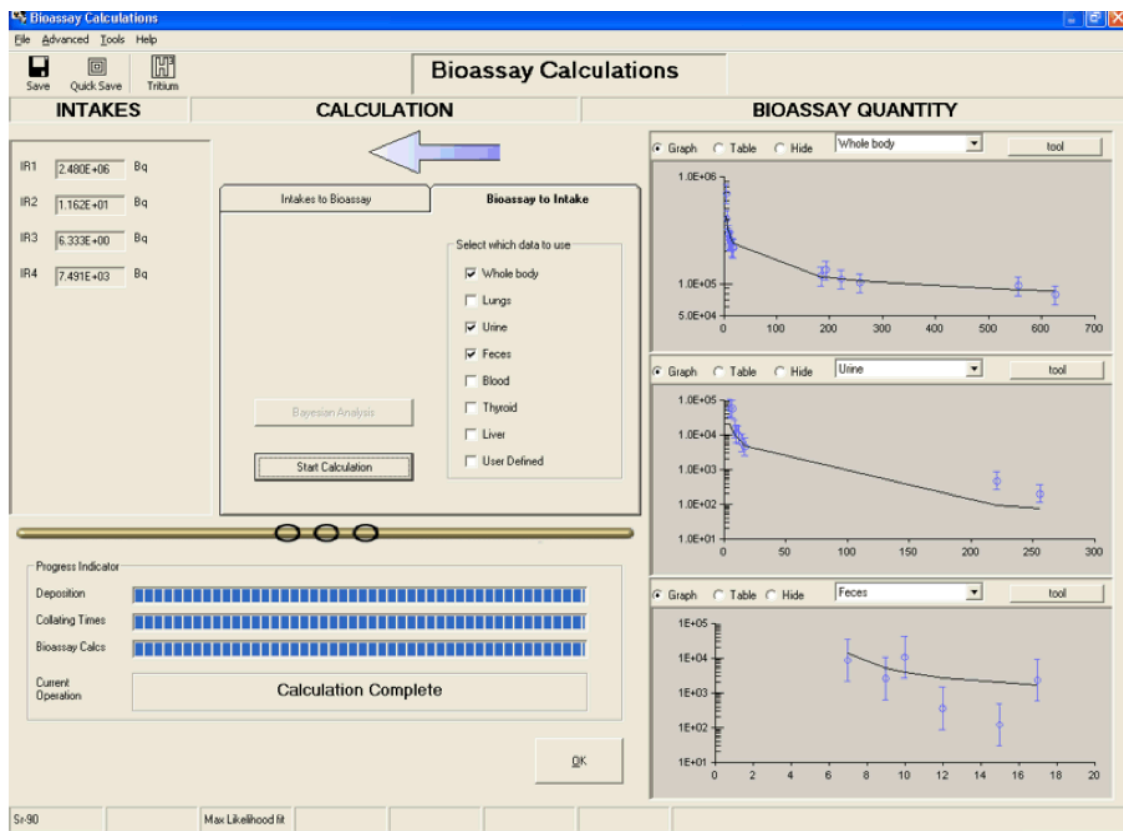 Bioassay Calculations
File Advanced Tools Help
Save Quick Save Tritium
Bioassay Calculations
INTAKES CALCULATION BIOASSAY QUANTITY
IR1 2.480E+06 Bq
IR2 1.162E+01 Bq
IR3 6.333E+00 Bq
IR4 7.491E+03 Bq
Intakes to Bioassay Bioassay to Intake
Select which data to use
Whole body
Lungs
Urine
Feces
Blood
Thyroid
Liver
User Defined
Bayesian Analysis
Start Calculation
Progress Indicator
Deposition
Collating Times
Bioassay Calcs
Current
Operation
Calculation Complete
OK
Graph Table Hide Whole body tool
1.0E+06
1.0E+05
5.0E+04
0 100 200 300 400 500 600 700
Graph Table Hide Urine tool
1.0E+05
1.0E+04
1.0E+03
1.0E+02
1.0E+01
0 50 100 150 200 250 300
Graph Table Hide Feces tool
1E+05
1E+04
1E+03
1E+02
1E+01
0 2 4 6 8 10 12 14 16 18 20
Sr-90 Max Likelihood fit